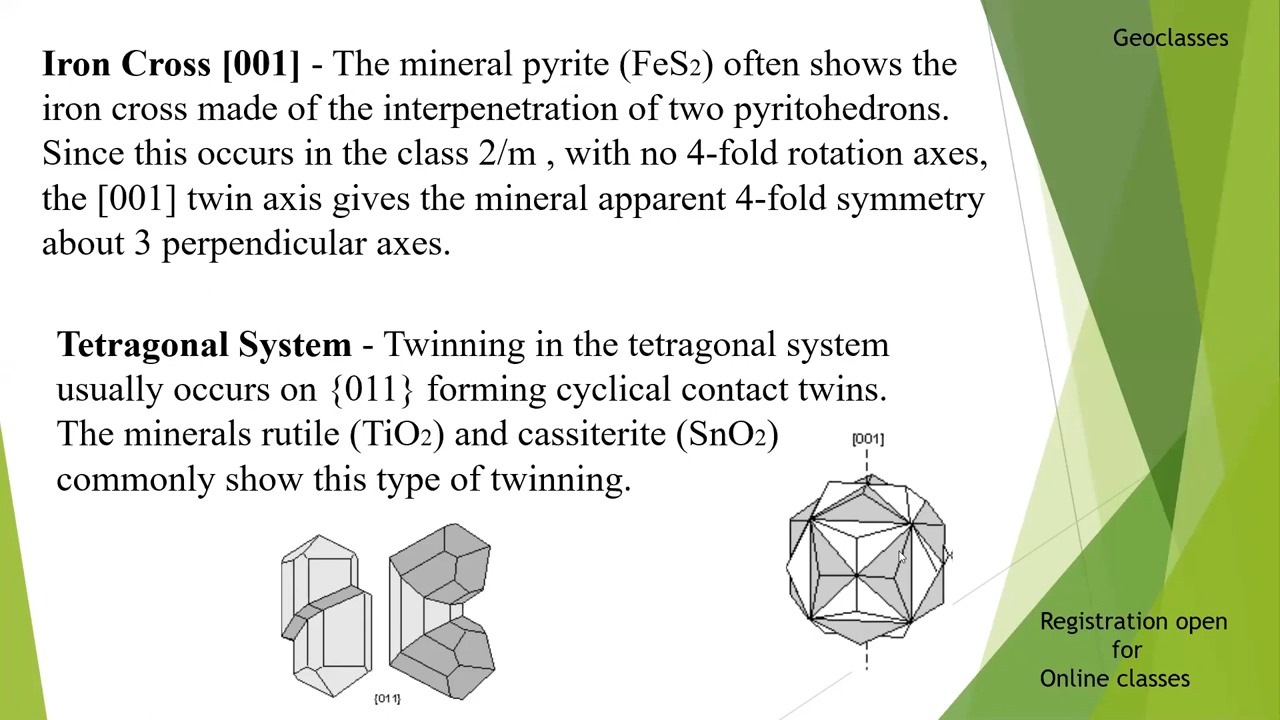 Geoclasses
Iron Cross [001] - The mineral pyrite (FeS2) often shows the
iron cross made of the interpenetration of two pyritohedrons.
Since this occurs in the class 2/m , with no 4-fold rotation axes,
the [001] twin axis gives the mineral apparent 4-fold symmetry
about 3 perpendicular axes.
Tetragonal System - Twinning in the tetragonal system
usually occurs on {011} forming cyclical contact twins.
The minerals rutile (TiO2) and cassiterite (SnO2)
commonly show this type of twinning.
[001]
{011}
Registration open
for
Online classes